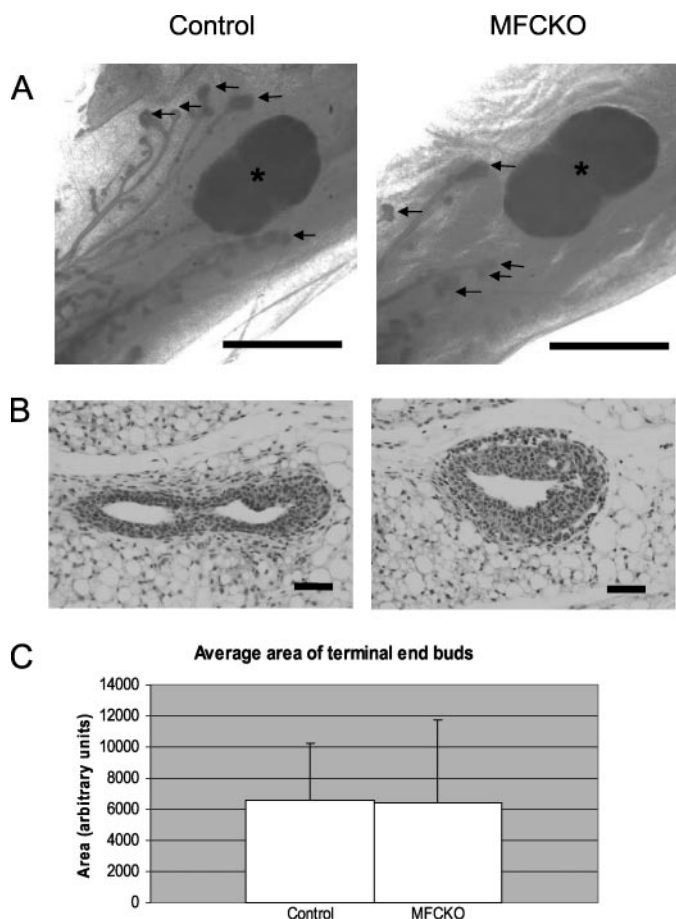 Control MFCKO
A
*
*
B
C
Average area of terminal end buds
Area (arbitrary units)
14000
12000
10000
8000
6000
4000
2000
0
Control MFCKO